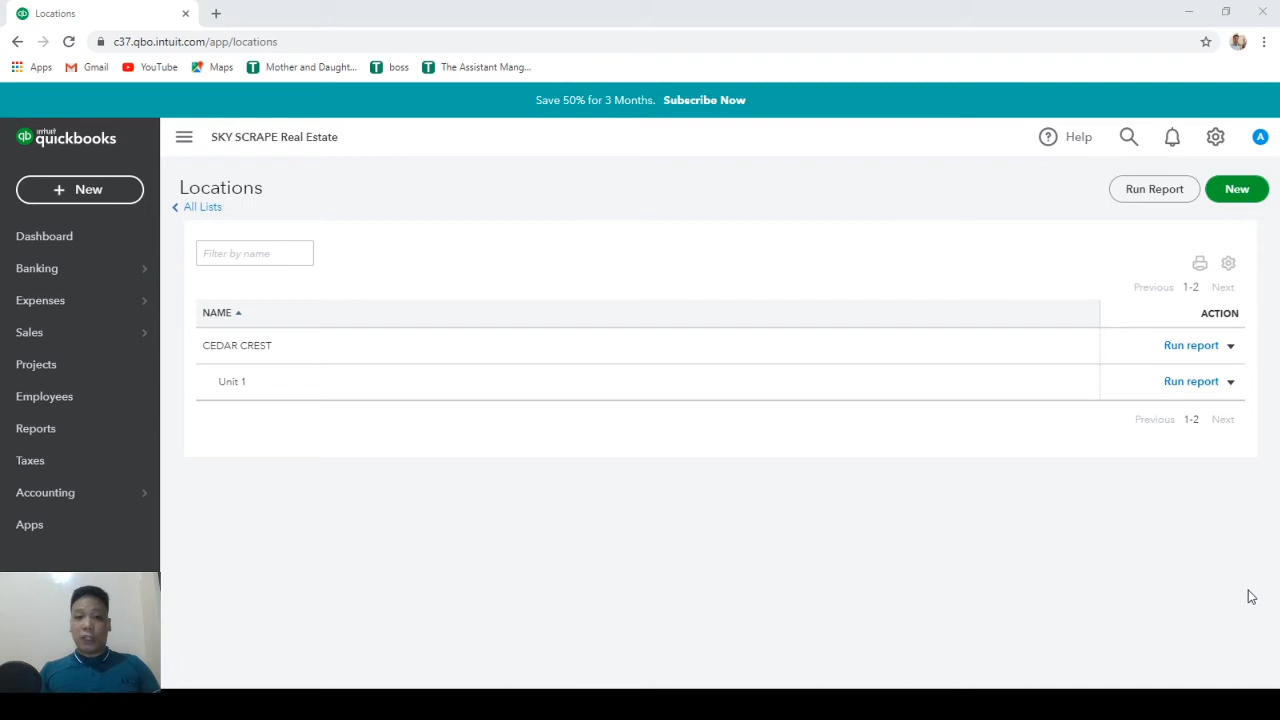 Locations
c37.qbo.intuit.com/app/locations
Apps Gmail YouTube Maps Mother and Daught... boss The Assistant Mang...
Save 50% for 3 Months. Subscribe Now
qb intuit quickbooks
SKY SCRAPE Real Estate
Help
A
New
Locations
All Lists
Run Report
New
Dashboard
Banking
Expenses
Sales
Projects
Employees
Reports
Taxes
Accounting
Apps
Filter by name
Previous 1-2 Next
NAME ACTION
CEDAR CREST Run report
Unit 1 Run report
Previous 1-2 Next